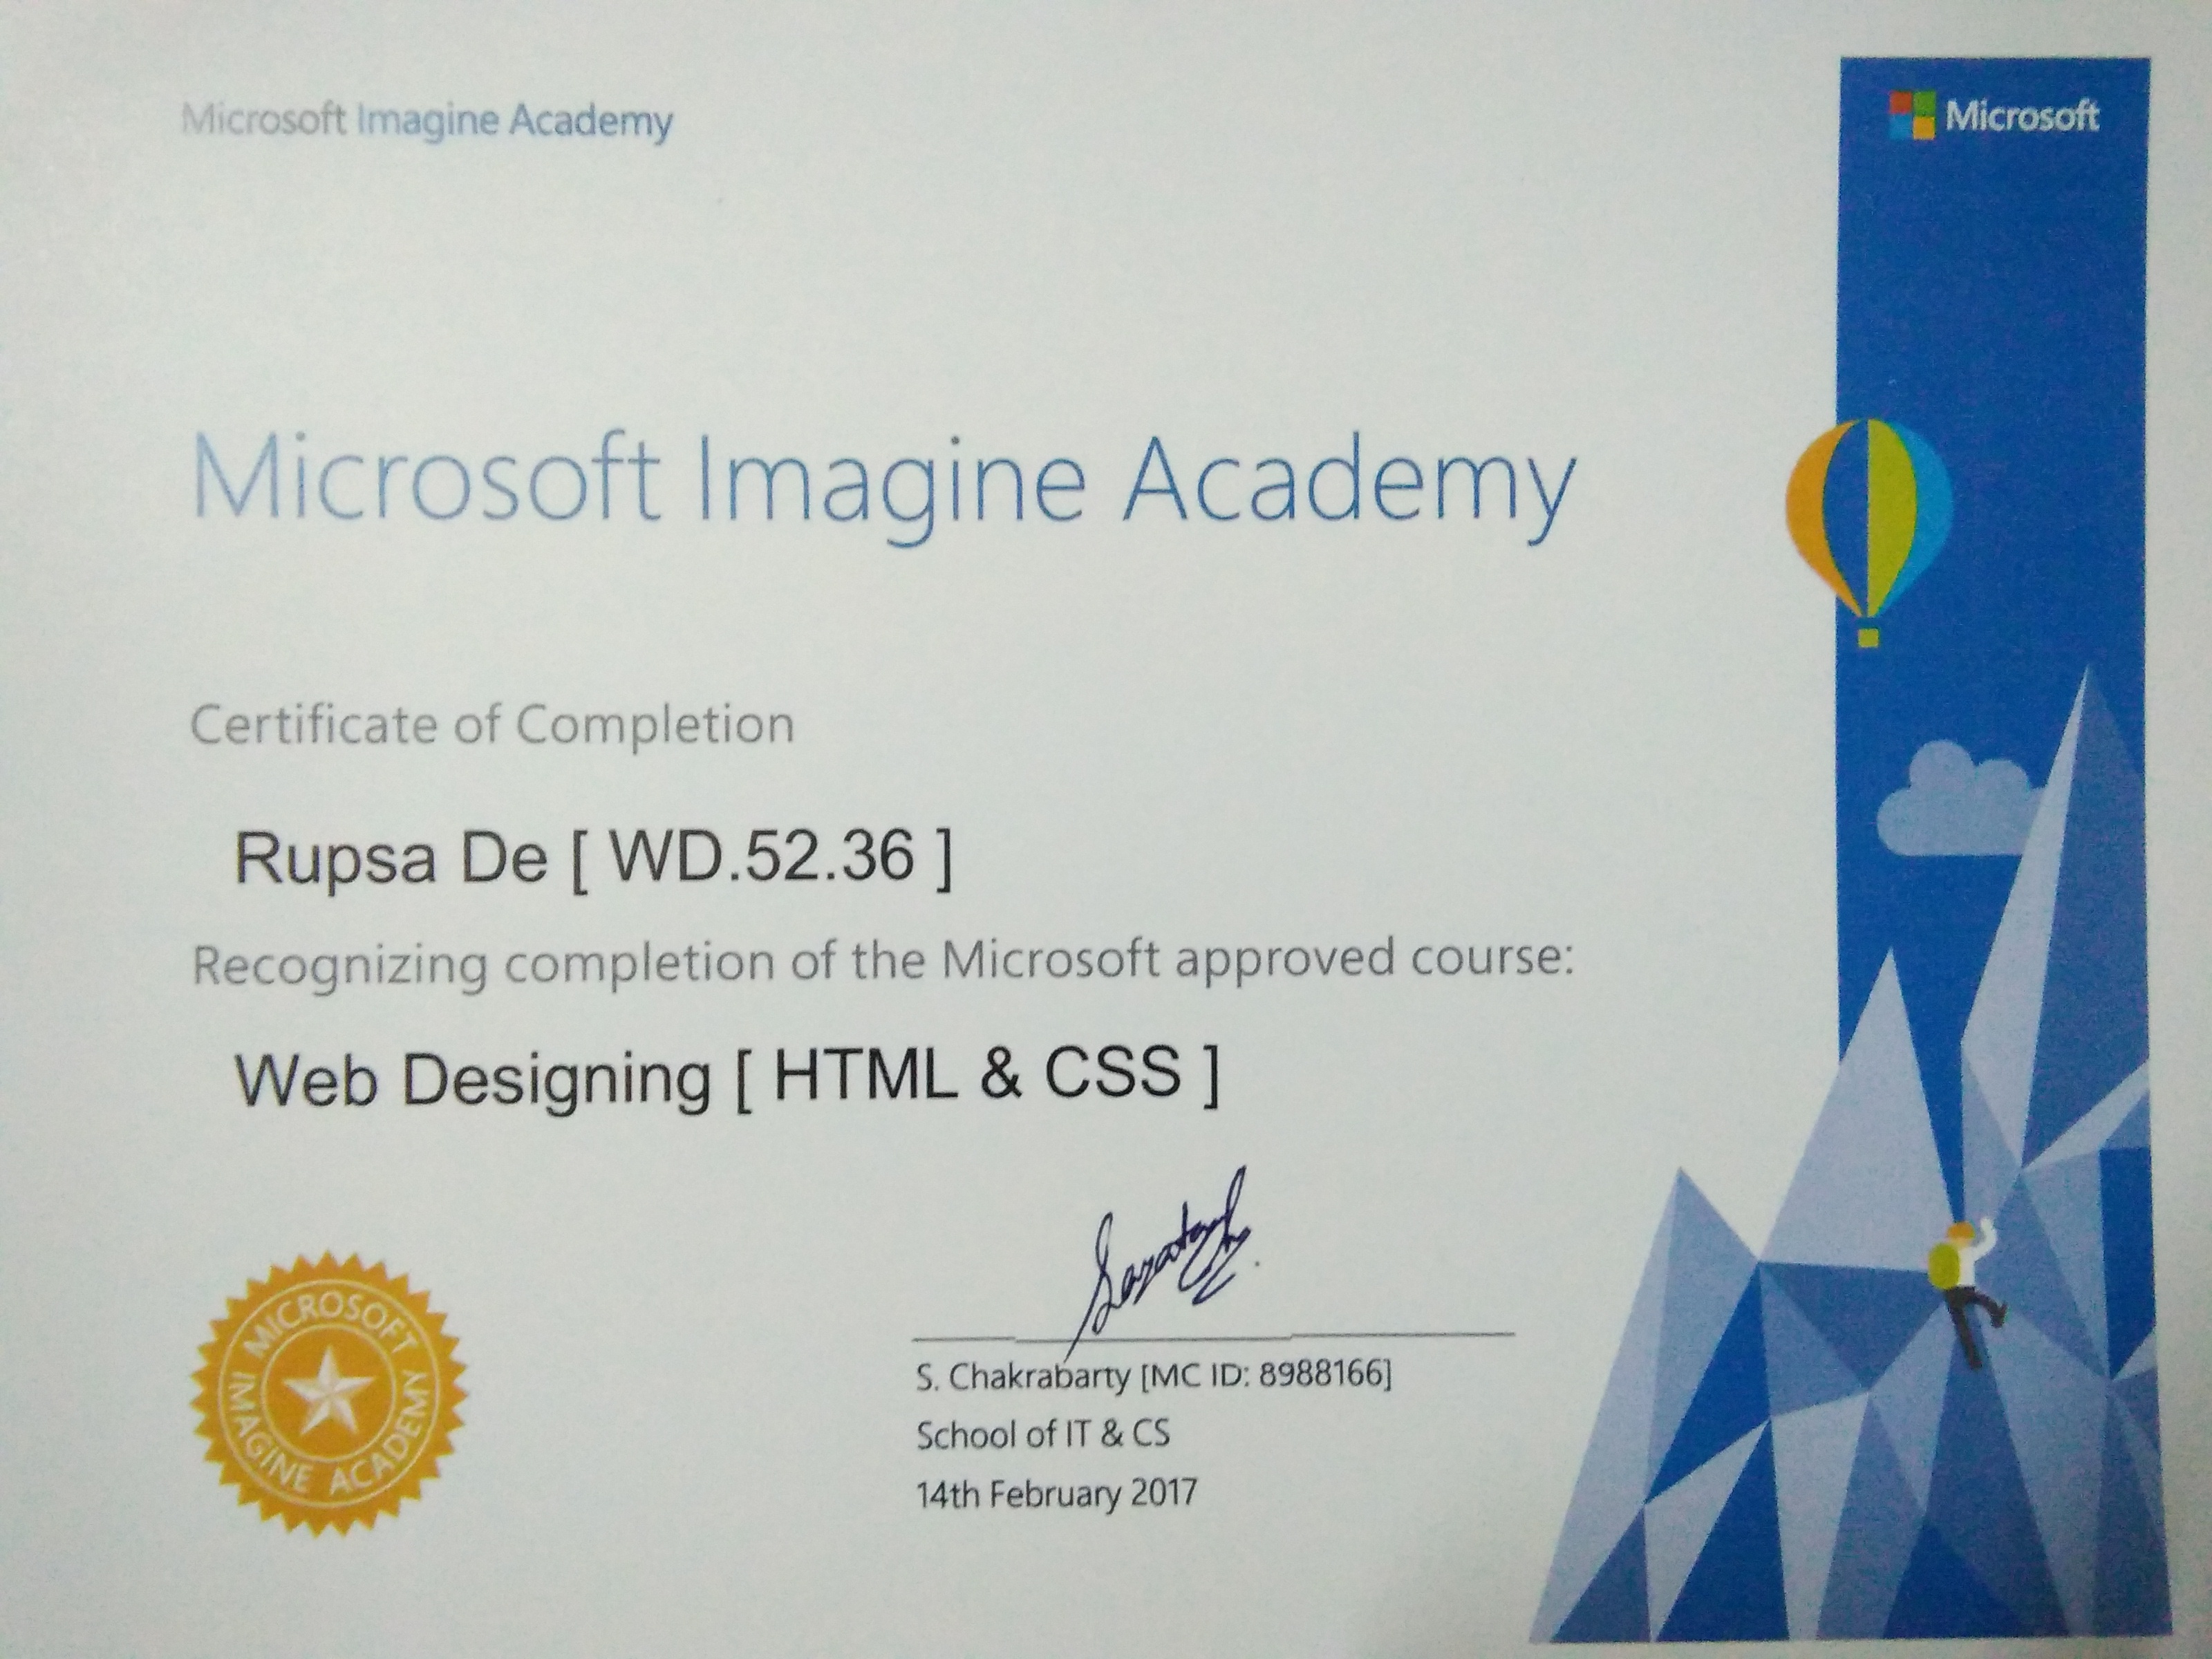 Microsoft Imagine Academy
Microsoft
Microsoft Imagine Academy
Certificate of Completion
Rupsa De [ WD.52.36 ]
Recognizing completion of the Microsoft approved course:
Web Designing [ HTML & CSS ]
MICROSOFT
IMAGINE ACADEMY
S. Chakrabarty [MC ID: 8988166]
School of IT & CS
14th February 2017